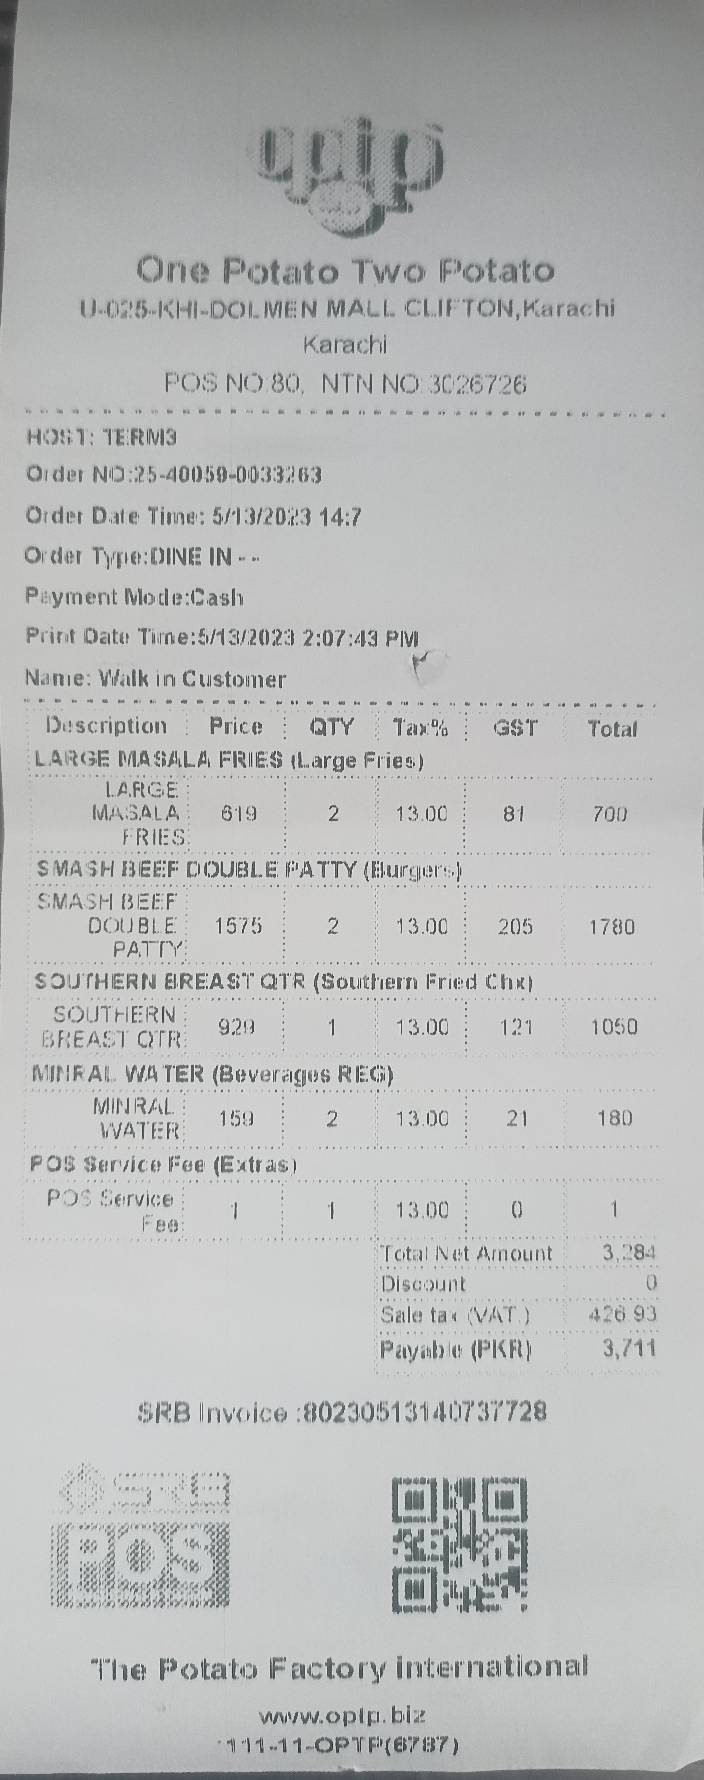 optp
One Potato Two Potato
U-025-KHI-DOLMEN MALL CLIFTON,Karachi
Karachi
POS NO 80, NTN NO 3026726
HOST: TERM3
Order NO:25-40059-0033263
Order Date Time: 5/13/2023 14:7
Order Type:DINE IN - -
Payment Mode:Cash
Print Date Time:5/13/2023 2:07:43 PM
Name: Walk in Customer
Description Price QTY Tax% GST Total
LARGE MASALA FRIES (Large Fries)
LARGE
MASALA 619 2 13.00 81 700
FRIES
SMASH BEEF DOUBLE PATTY (Burgers)
SMASH BEEF
DOUBLE 1575 2 13.00 205 1780
PATTY
SOUTHERN BREAST QTR (Southern Fried Chx)
SOUTHERN
BREAST QTR 929 1 13.00 121 1050
MINRAL WATER (Beverages REG)
MINRAL
WATER 159 2 13.00 21 180
POS Service Fee (Extras)
POS Service
Fee 1 1 13.00 0 1
Total Net Amount 3,284
Discount 0
Sale tax (VAT.) 426.93
Payable (PKR) 3,711
SRB Invoice :80230513140737728
SRB
POS
The Potato Factory international
www.optp.biz
111-11-OPTP(6787)